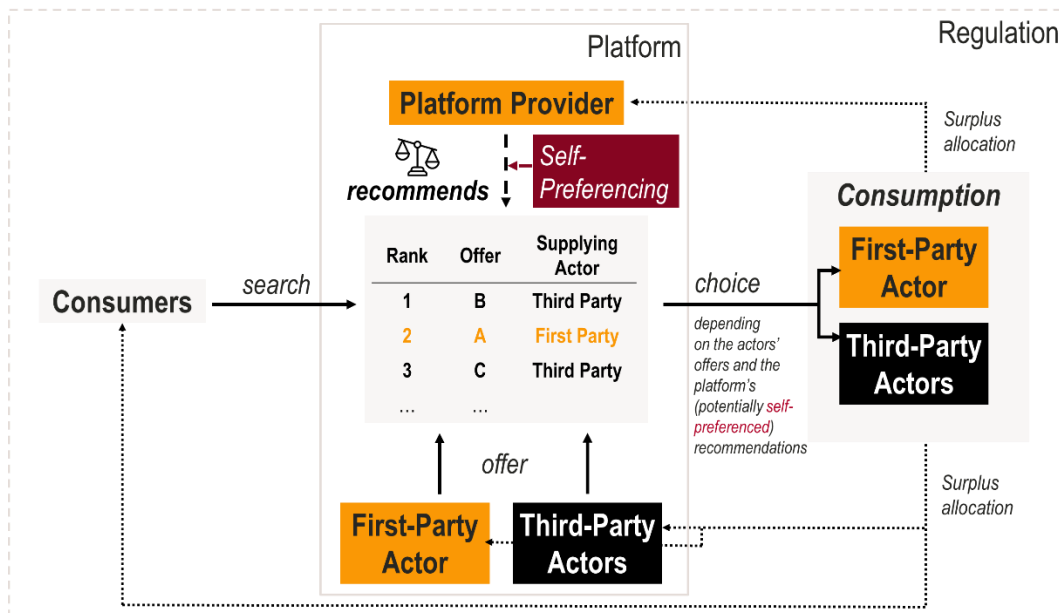 Regulation
Platform
Platform Provider
Surplus
allocation
recommends
Self-
Preferencing
Consumption
Rank Offer Supplying
Actor
1 B Third Party
2 A First Party
3 C Third Party
… …
Consumers
search
choice
depending
on the actors'
offers and the
platform's
(potentially self-
preferenced)
recommendations
First-Party
Actor
Third-Party
Actors
offer
First-Party
Actor
Third-Party
Actors
Surplus
allocation